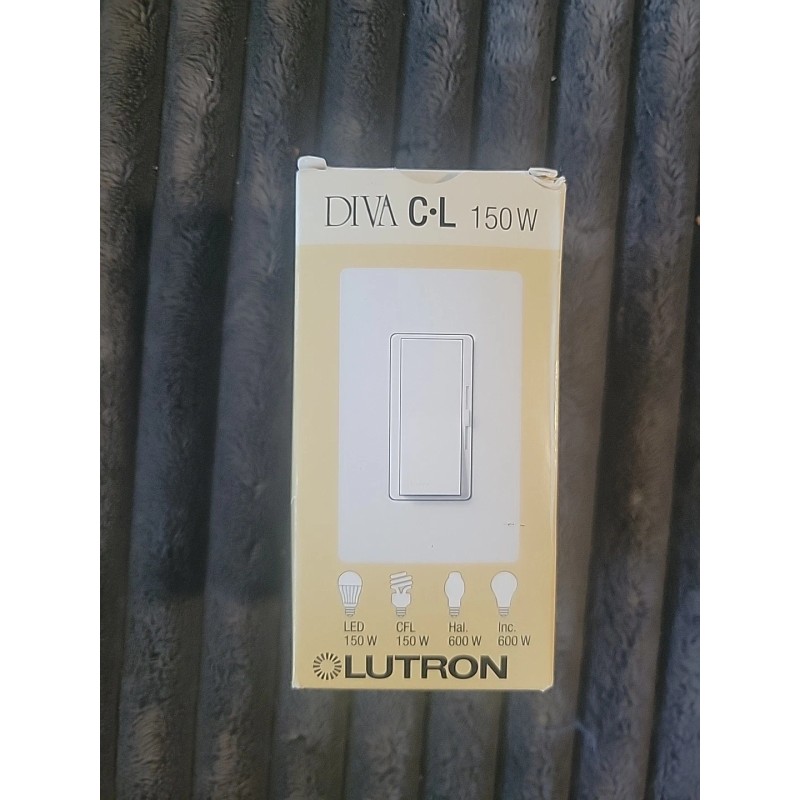 DIVA C•L 150 W
LED CFL Hal. Inc.
150 W 150 W 600 W 600 W
LUTRON